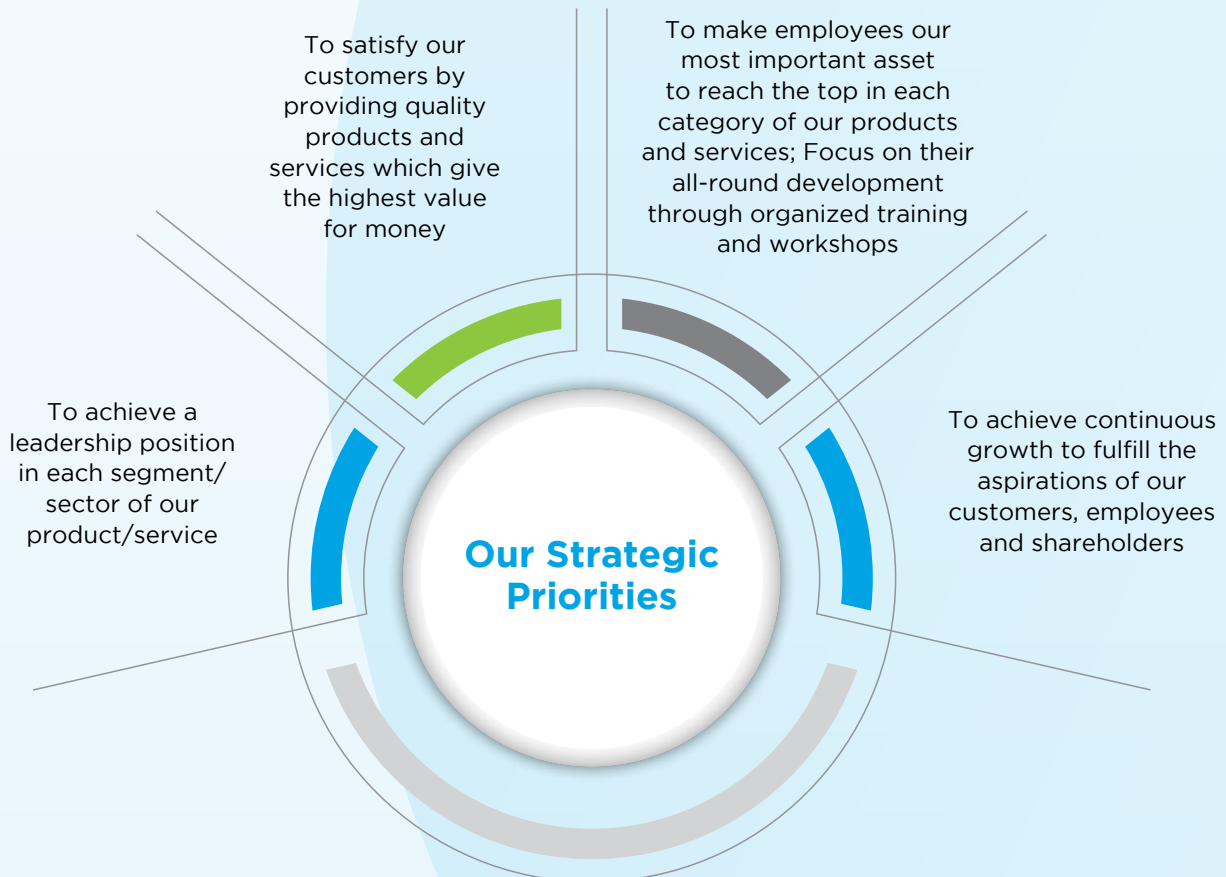 To satisfy our
customers by
providing quality
products and
services which give
the highest value
for money
To make employees our
most important asset
to reach the top in each
category of our products
and services; Focus on their
all-round development
through organized training
and workshops
To achieve a
leadership position
in each segment/
sector of our
product/service
To achieve continuous
growth to fulfill the
aspirations of our
customers, employees
and shareholders
Our Strategic
Priorities